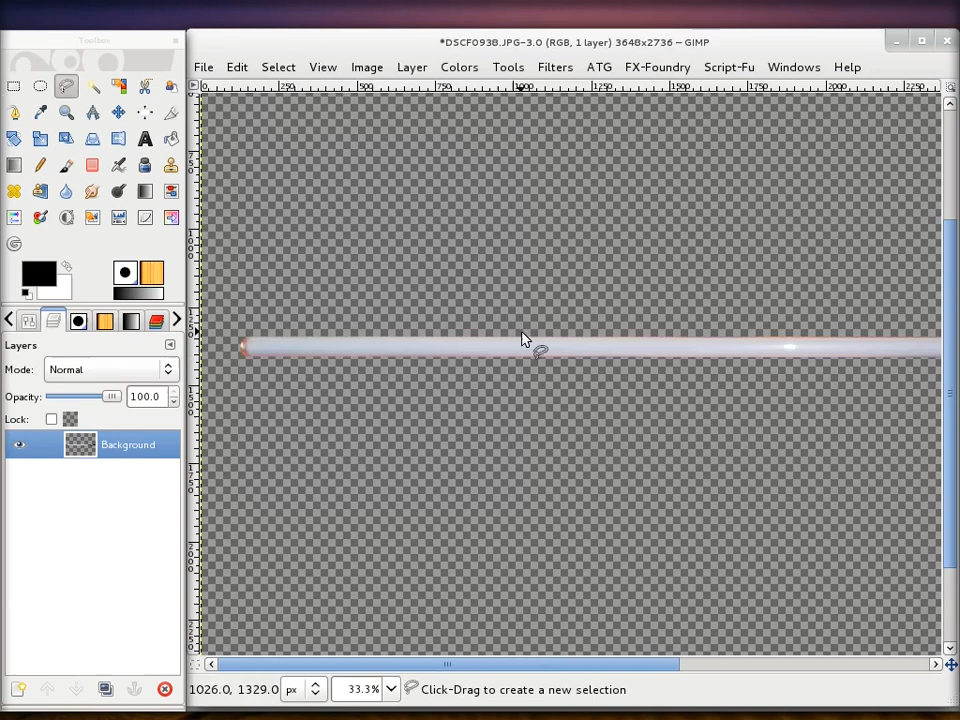 Toolbox
*DSCF0938.JPG-3.0 (RGB, 1 layer) 3648x2736 – GIMP
File Edit Select View Image Layer Colors Tools Filters ATG FX-Foundry Script-Fu Windows Help
0 250 500 750 1000 1250 1500 1750 2000 2250
Layers
Mode: Normal
Opacity: 100.0
Lock:
Background
1026.0, 1329.0 px 33.3% Click-Drag to create a new selection